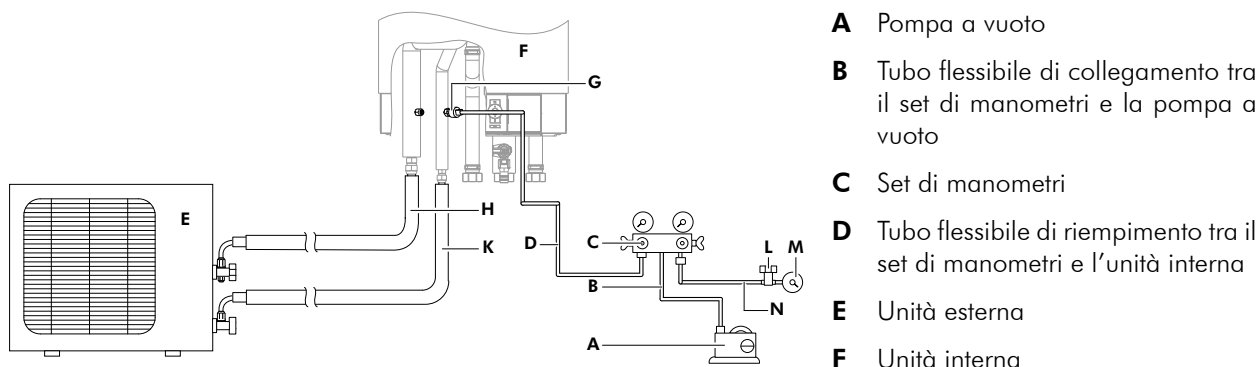 F
G
E
H
K
D
C
L M
B
N
A
A Pompa a vuoto
B Tubo flessibile di collegamento tra
il set di manometri e la pompa a
vuoto
C Set di manometri
D Tubo flessibile di riempimento tra il
set di manometri e l’unità interna
E Unità esterna
F Unità interna